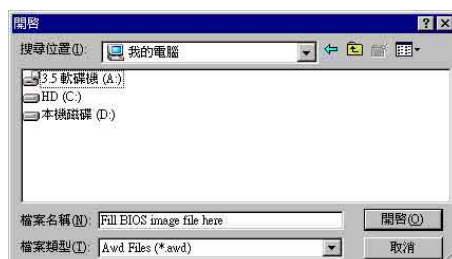 開啓
搜尋位置(I): 我的電腦
3.5 軟碟機 (A:)
HD (C:)
本機磁碟 (D:)
檔案名稱(N): Fill BIOS image file here 開啓(O)
檔案類型(T): Awd Files (*.awd) 取消